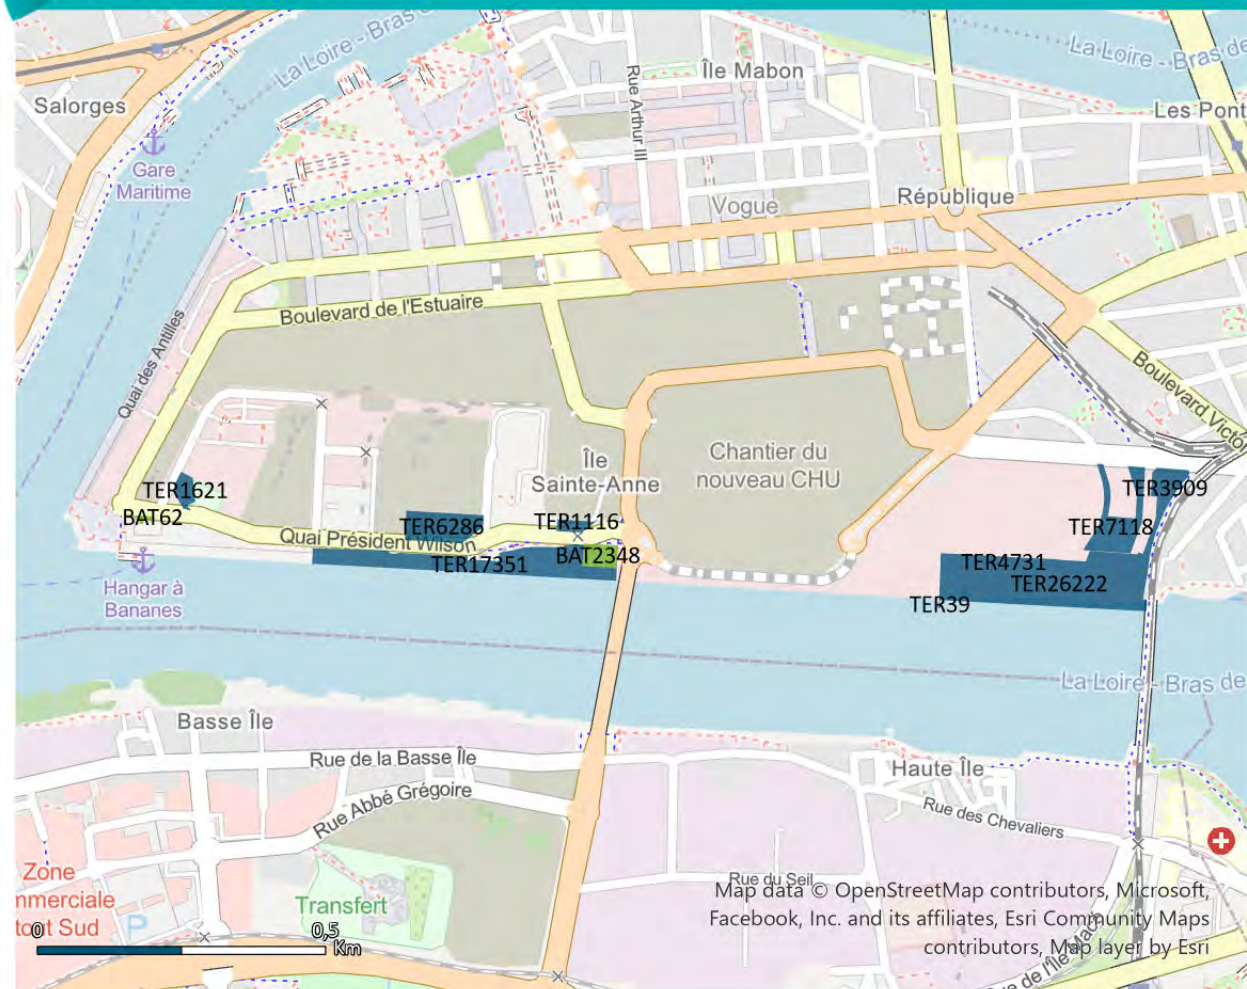 La Loire - Bras de
La Loire - Bras de
Île Mabon
Salorges
Les Pont
Rue Arthur III
Gare
Maritime
République
Vogue
Boulevard de l'Estuaire
Quai des Antilles
Boulevard Victo
Chantier du
nouveau CHU
Île
Sainte-Anne
TER1621
TER3909
BAT62
TER6286
TER1116
TER7118
Quai Président Wilson
BAT2348
TER17351
TER4731
TER26222
Hangar à
Bananes
TER39
La Loire - Bras de
Basse Île
Rue de la Basse Île
Haute Île
Rue Abbé Grégoire
Rue des Chevaliers
Zone
mmerciale
tout Sud
Transfert
P
Rue du Seil
0
0,5
Km
Map data © OpenStreetMap contributors, Microsoft,
Facebook, Inc. and its affiliates, Esri Community Maps
contributors, Map layer by Esri
de l'Île Macé